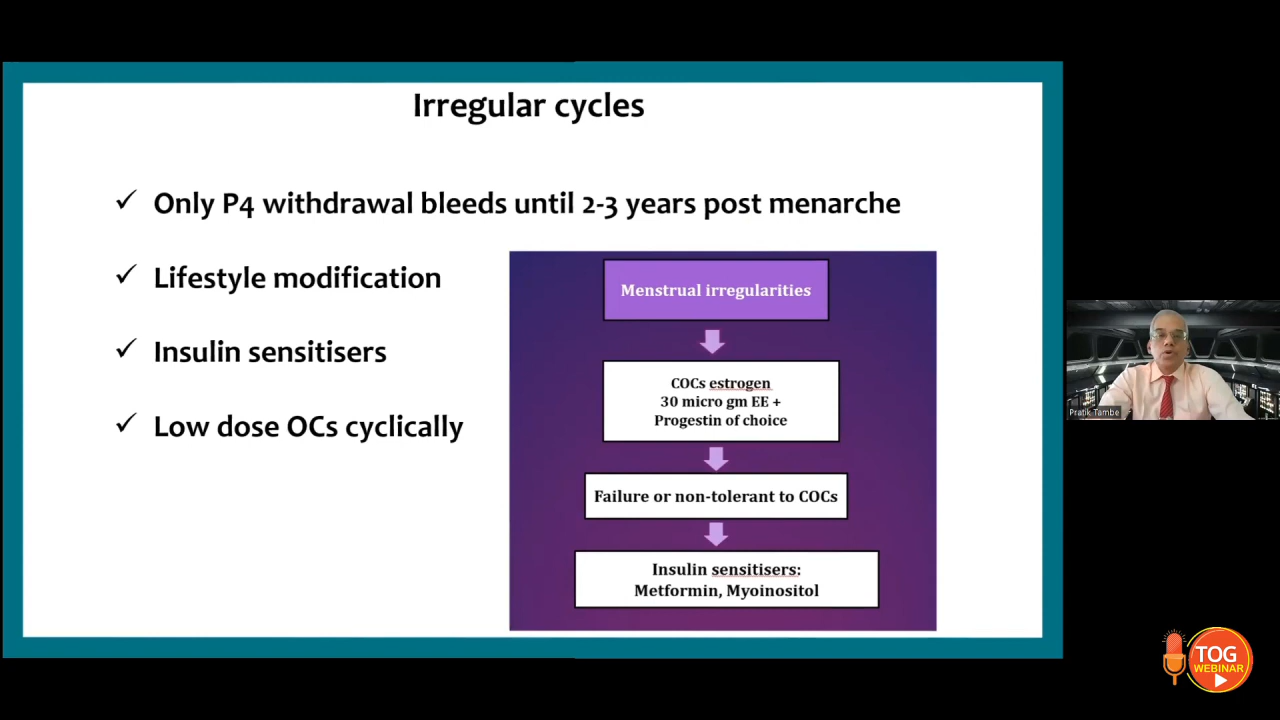 Irregular cycles
✓ Only P4 withdrawal bleeds until 2-3 years post menarche
✓ Lifestyle modification
✓ Insulin sensitisers
✓ Low dose OCs cyclically
Menstrual irregularities
COCs estrogen
30 micro gm EE +
Progestin of choice
Failure or non-tolerant to COCs
Insulin sensitisers:
Metformin, Myoinositol
Pratik Tambe
TOG
WEBINAR